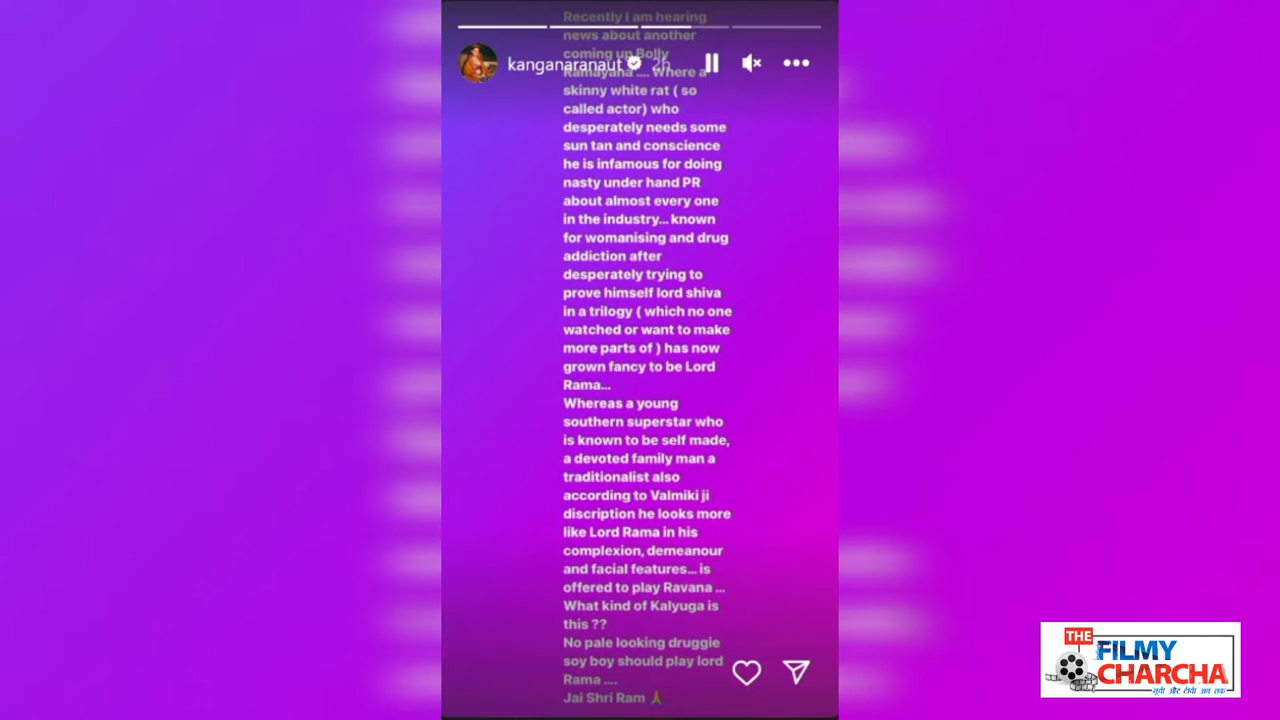 Recently I am hearing
news about another
coming up Bolly
kanganaranaut 2h
Ramayana .... Where a
skinny white rat ( so
called actor) who
desperately needs some
sun tan and conscience
he is infamous for doing
nasty under hand PR
about almost every one
in the industry... known
for womanising and drug
addiction after
desperately trying to
prove himself lord shiva
in a trilogy ( which no one
watched or want to make
more parts of ) has now
grown fancy to be Lord
Rama...
Whereas a young
southern superstar who
is known to be self made,
a devoted family man a
traditionalist also
according to Valmiki ji
discription he looks more
like Lord Rama in his
complexion, demeanour
and facial features... is
offered to play Ravana ...
What kind of Kalyuga is
this ??
No pale looking druggie
soy boy should play lord
Rama ....
Jai Shri Ram 🙏
THE
FILMY
CHARCHA
मूवी और टीवी अब तक